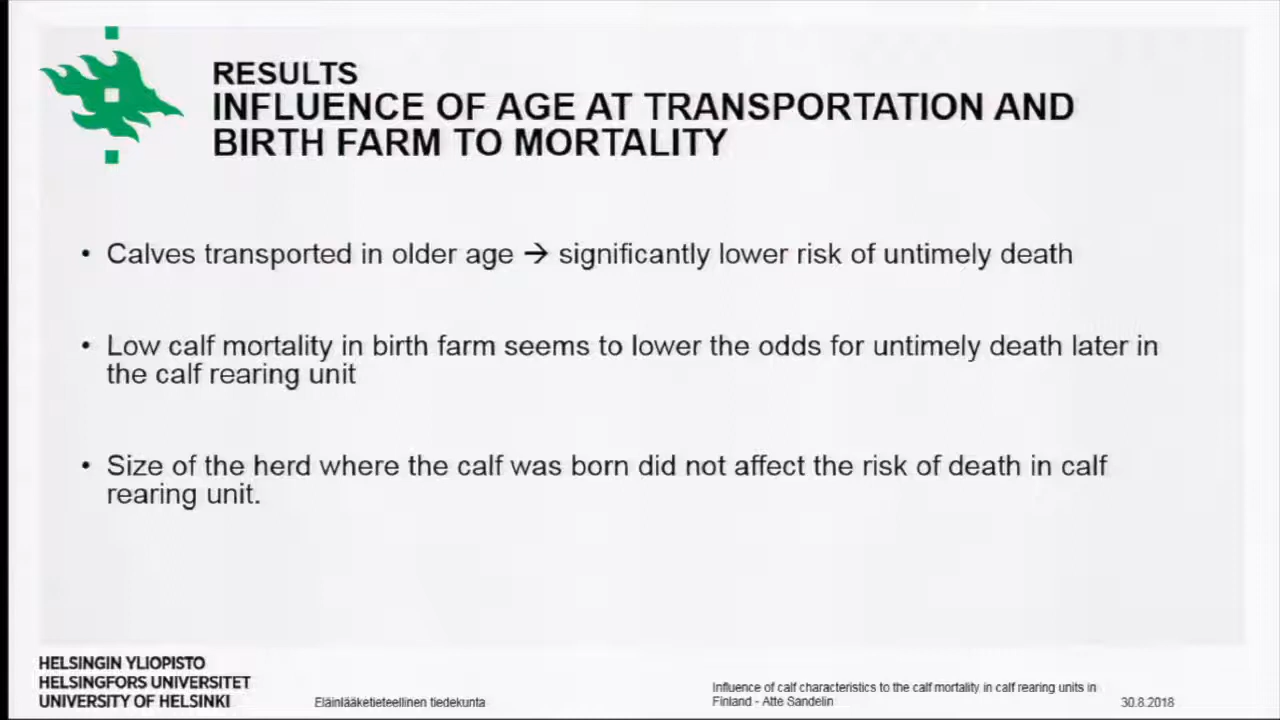 RESULTS
INFLUENCE OF AGE AT TRANSPORTATION AND
BIRTH FARM TO MORTALITY
• Calves transported in older age → significantly lower risk of untimely death
• Low calf mortality in birth farm seems to lower the odds for untimely death later in
the calf rearing unit
• Size of the herd where the calf was born did not affect the risk of death in calf
rearing unit.
HELSINGIN YLIOPISTO
HELSINGFORS UNIVERSITET
UNIVERSITY OF HELSINKI
Eläinlääketieteellinen tiedekunta
Influence of calf characteristics to the calf mortality in calf rearing units in
Finland - Atte Sandelin
30.8.2018